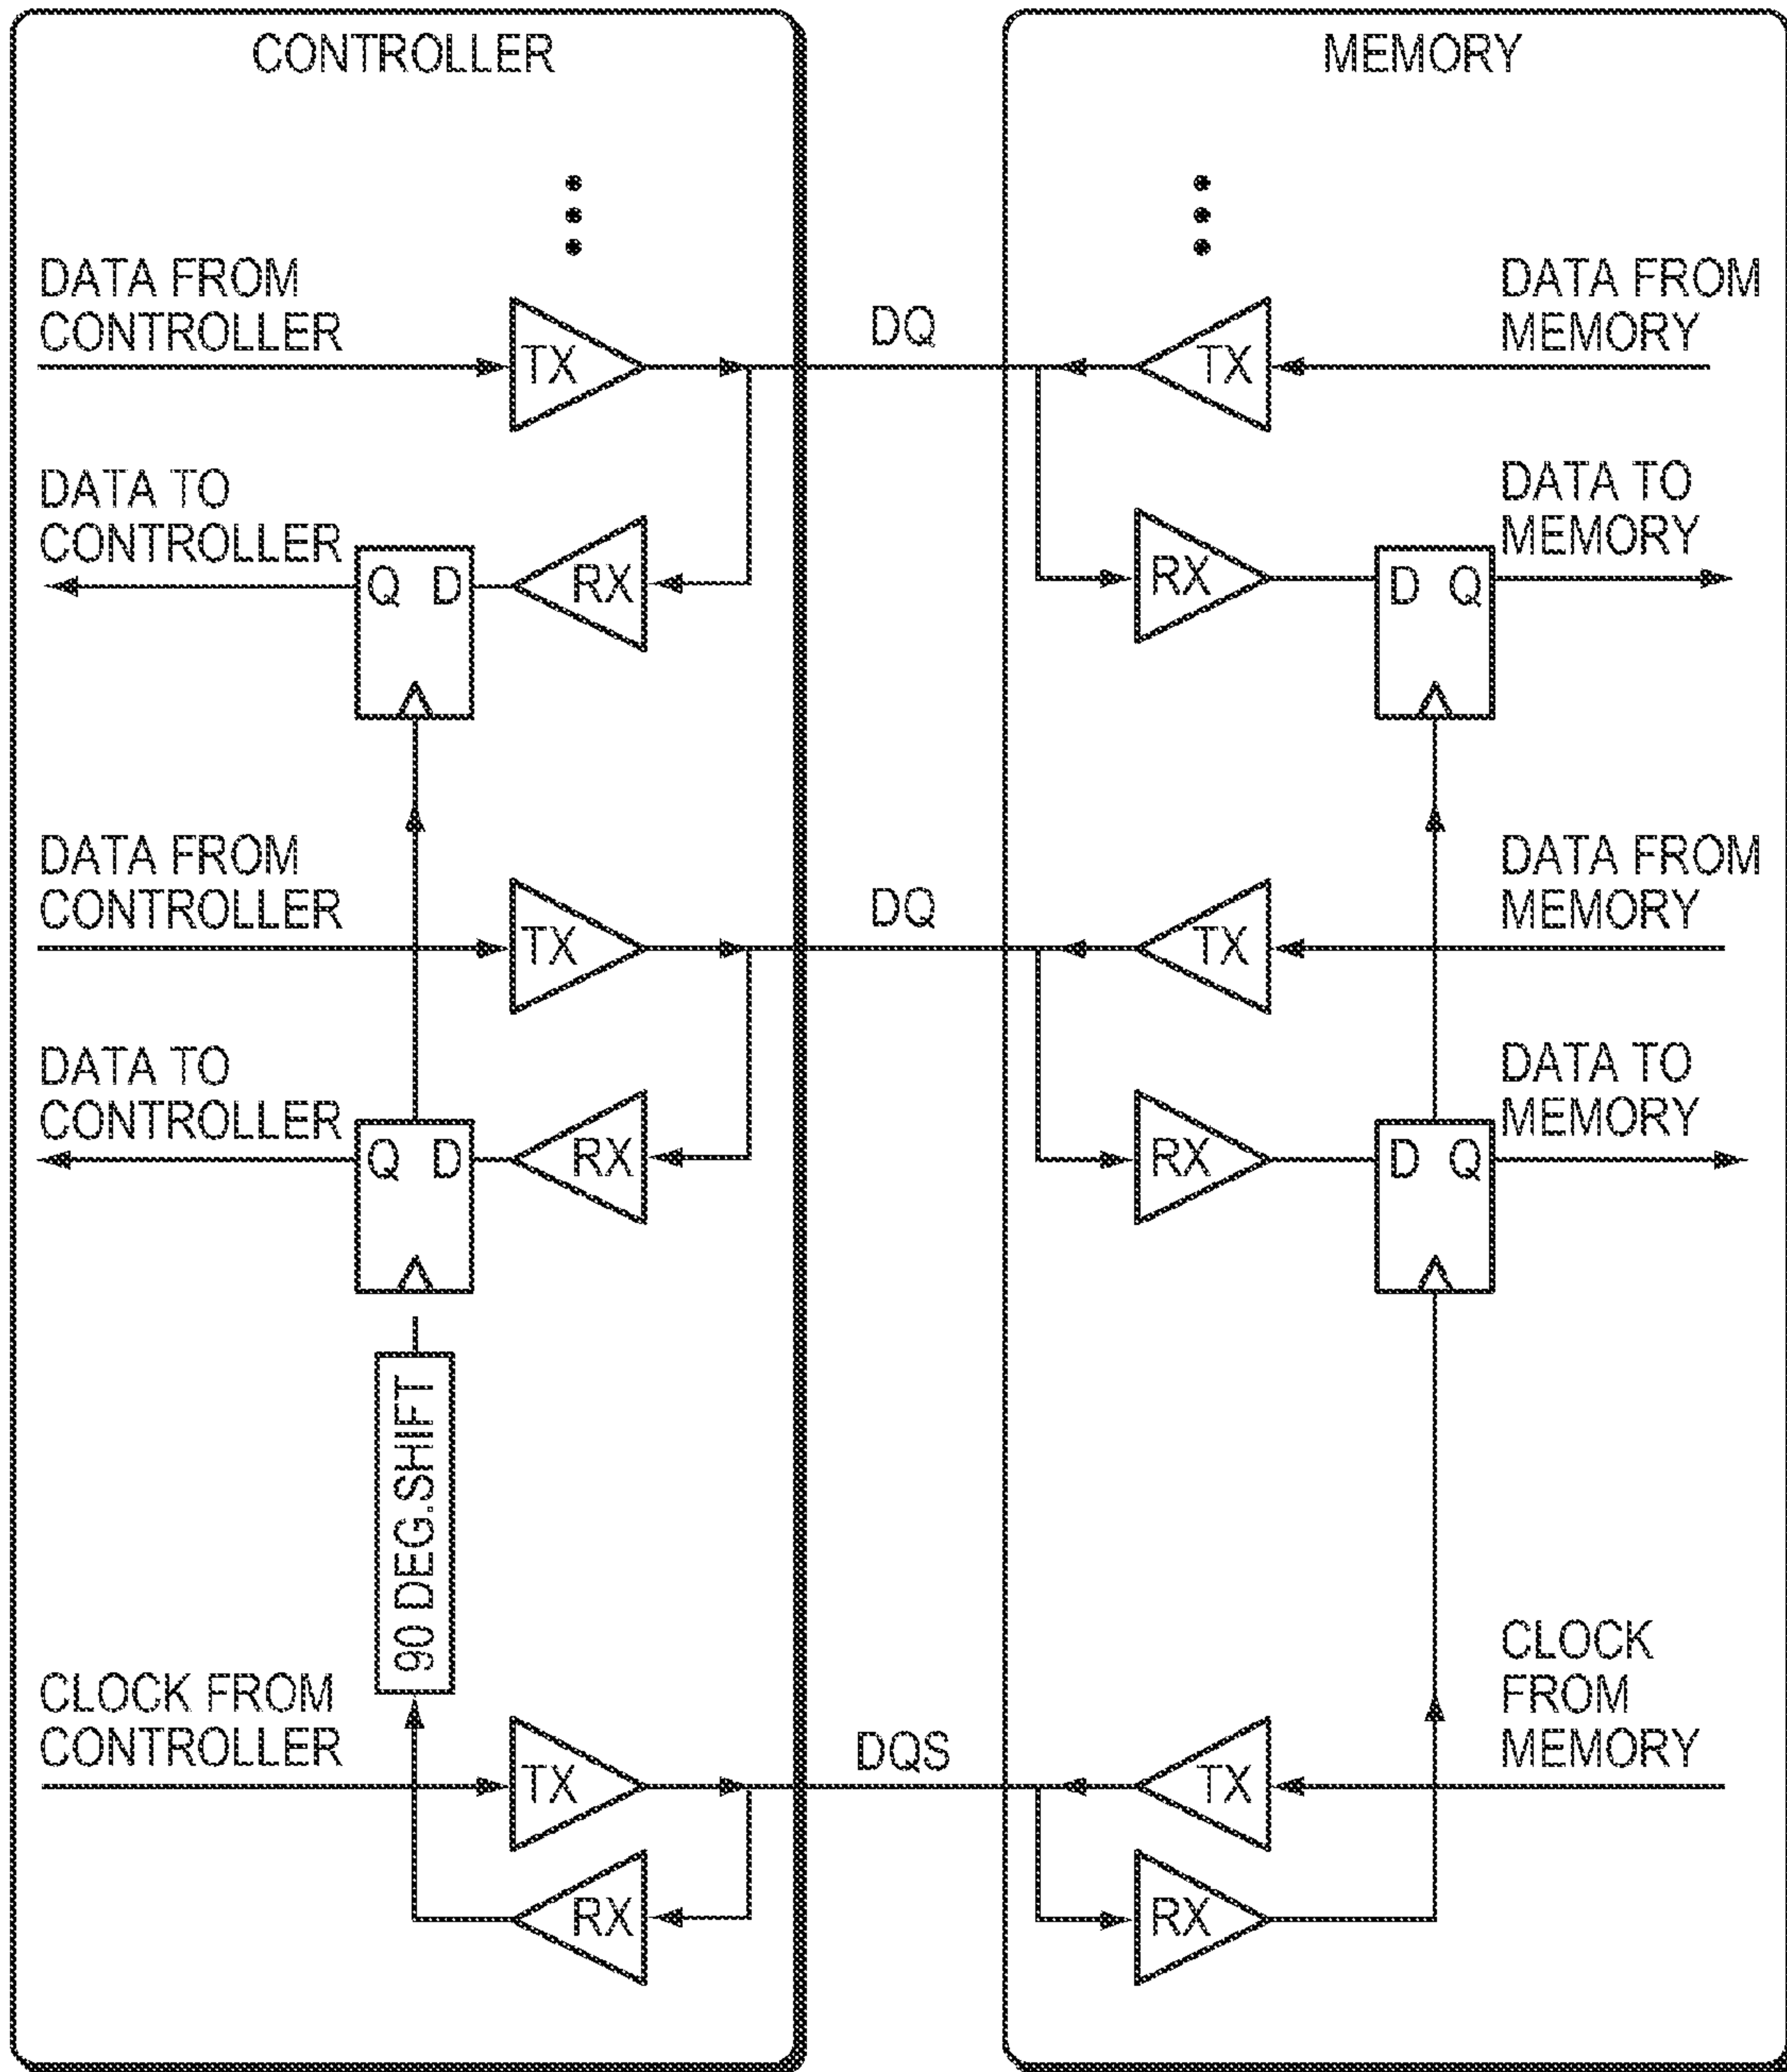 CONTROLLER
MEMORY
DATA FROM
CONTROLLER
TX
DQ
TX
DATA FROM
MEMORY
DATA TO
CONTROLLER
Q D
RX
RX
D Q
DATA TO
MEMORY
DATA FROM
CONTROLLER
TX
DQ
TX
DATA FROM
MEMORY
DATA TO
CONTROLLER
Q D
RX
RX
D Q
DATA TO
MEMORY
90 DEG.SHIFT
CLOCK FROM
CONTROLLER
TX
DQS
TX
CLOCK
FROM
MEMORY
RX
RX